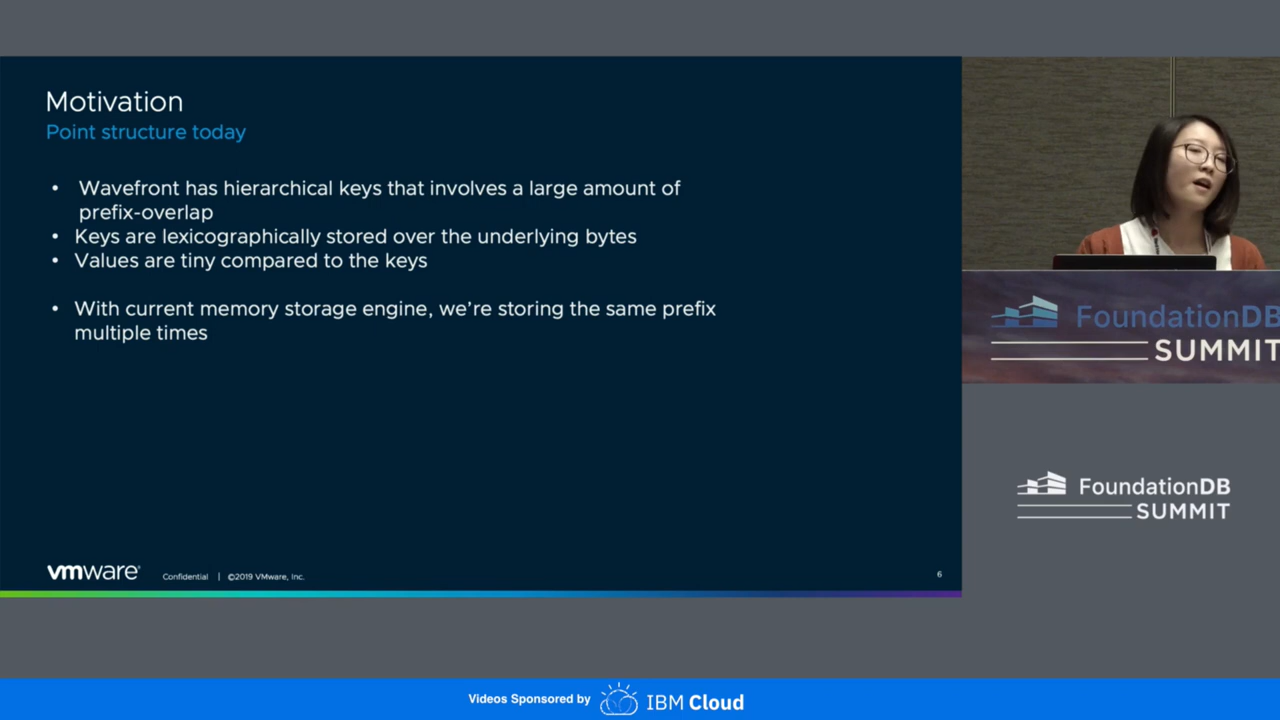 Motivation
Point structure today
• Wavefront has hierarchical keys that involves a large amount of
prefix-overlap
• Keys are lexicographically stored over the underlying bytes
• Values are tiny compared to the keys
• With current memory storage engine, we're storing the same prefix
multiple times
vmware® Confidential | ©2019 VMware, Inc.
6
FoundationDB
SUMMIT
FoundationDB
SUMMIT
Videos Sponsored by IBM Cloud